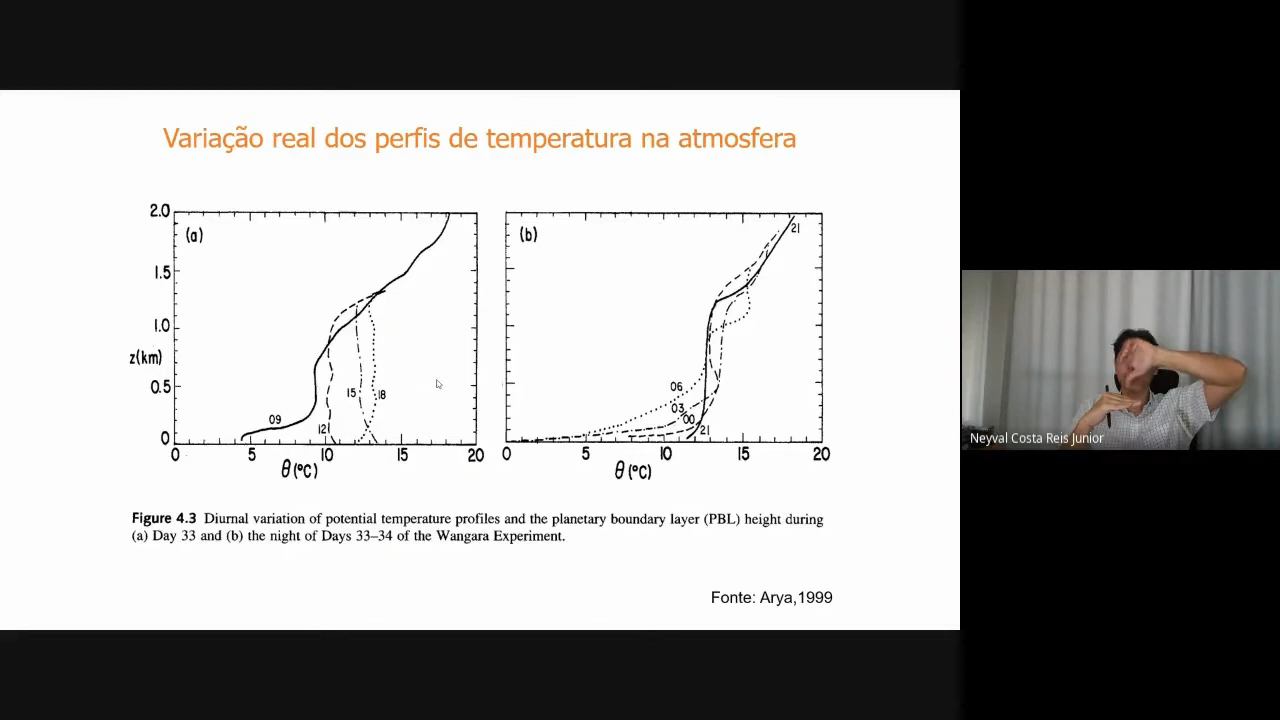 Variação real dos perfis de temperatura na atmosfera
2.0
1.5
1.0
z(km)
0.5
0
(a)
09
12
15
18
0 5 10 15 20
θ(°C)
(b)
21
06
03
00
21
0 5 10 15 20
θ(°C)
Figure 4.3 Diurnal variation of potential temperature profiles and the planetary boundary layer (PBL) height during
(a) Day 33 and (b) the night of Days 33–34 of the Wangara Experiment.
Fonte: Arya,1999
Neyval Costa Reis Junior